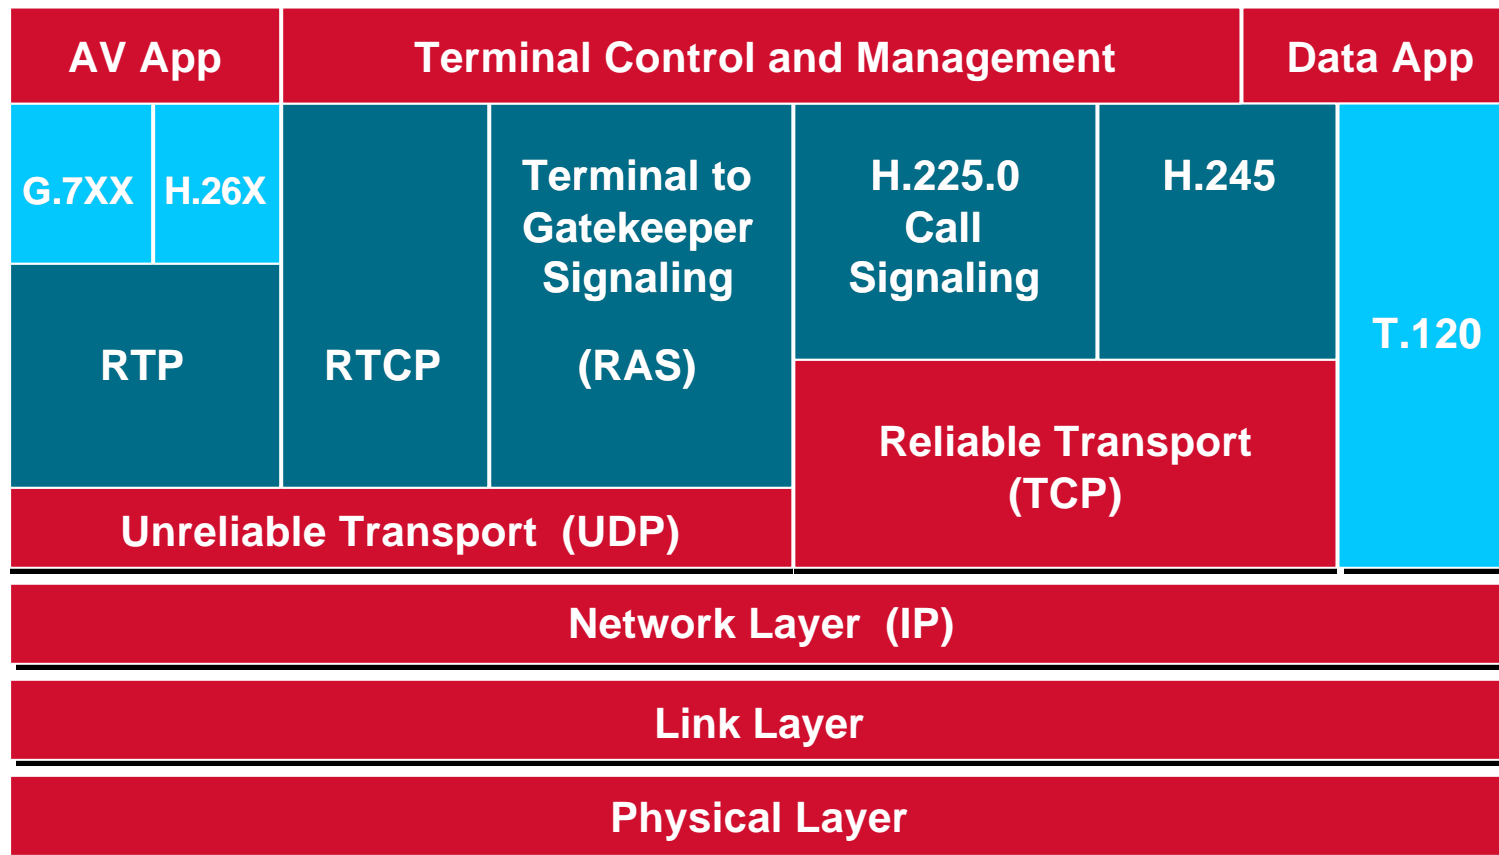 AV App
Terminal Control and Management
Data App
G.7XX
H.26X
RTP
RTCP
Terminal to
Gatekeeper
Signaling
(RAS)
H.225.0
Call
Signaling
H.245
T.120
Reliable Transport
(TCP)
Unreliable Transport (UDP)
Network Layer (IP)
Link Layer
Physical Layer